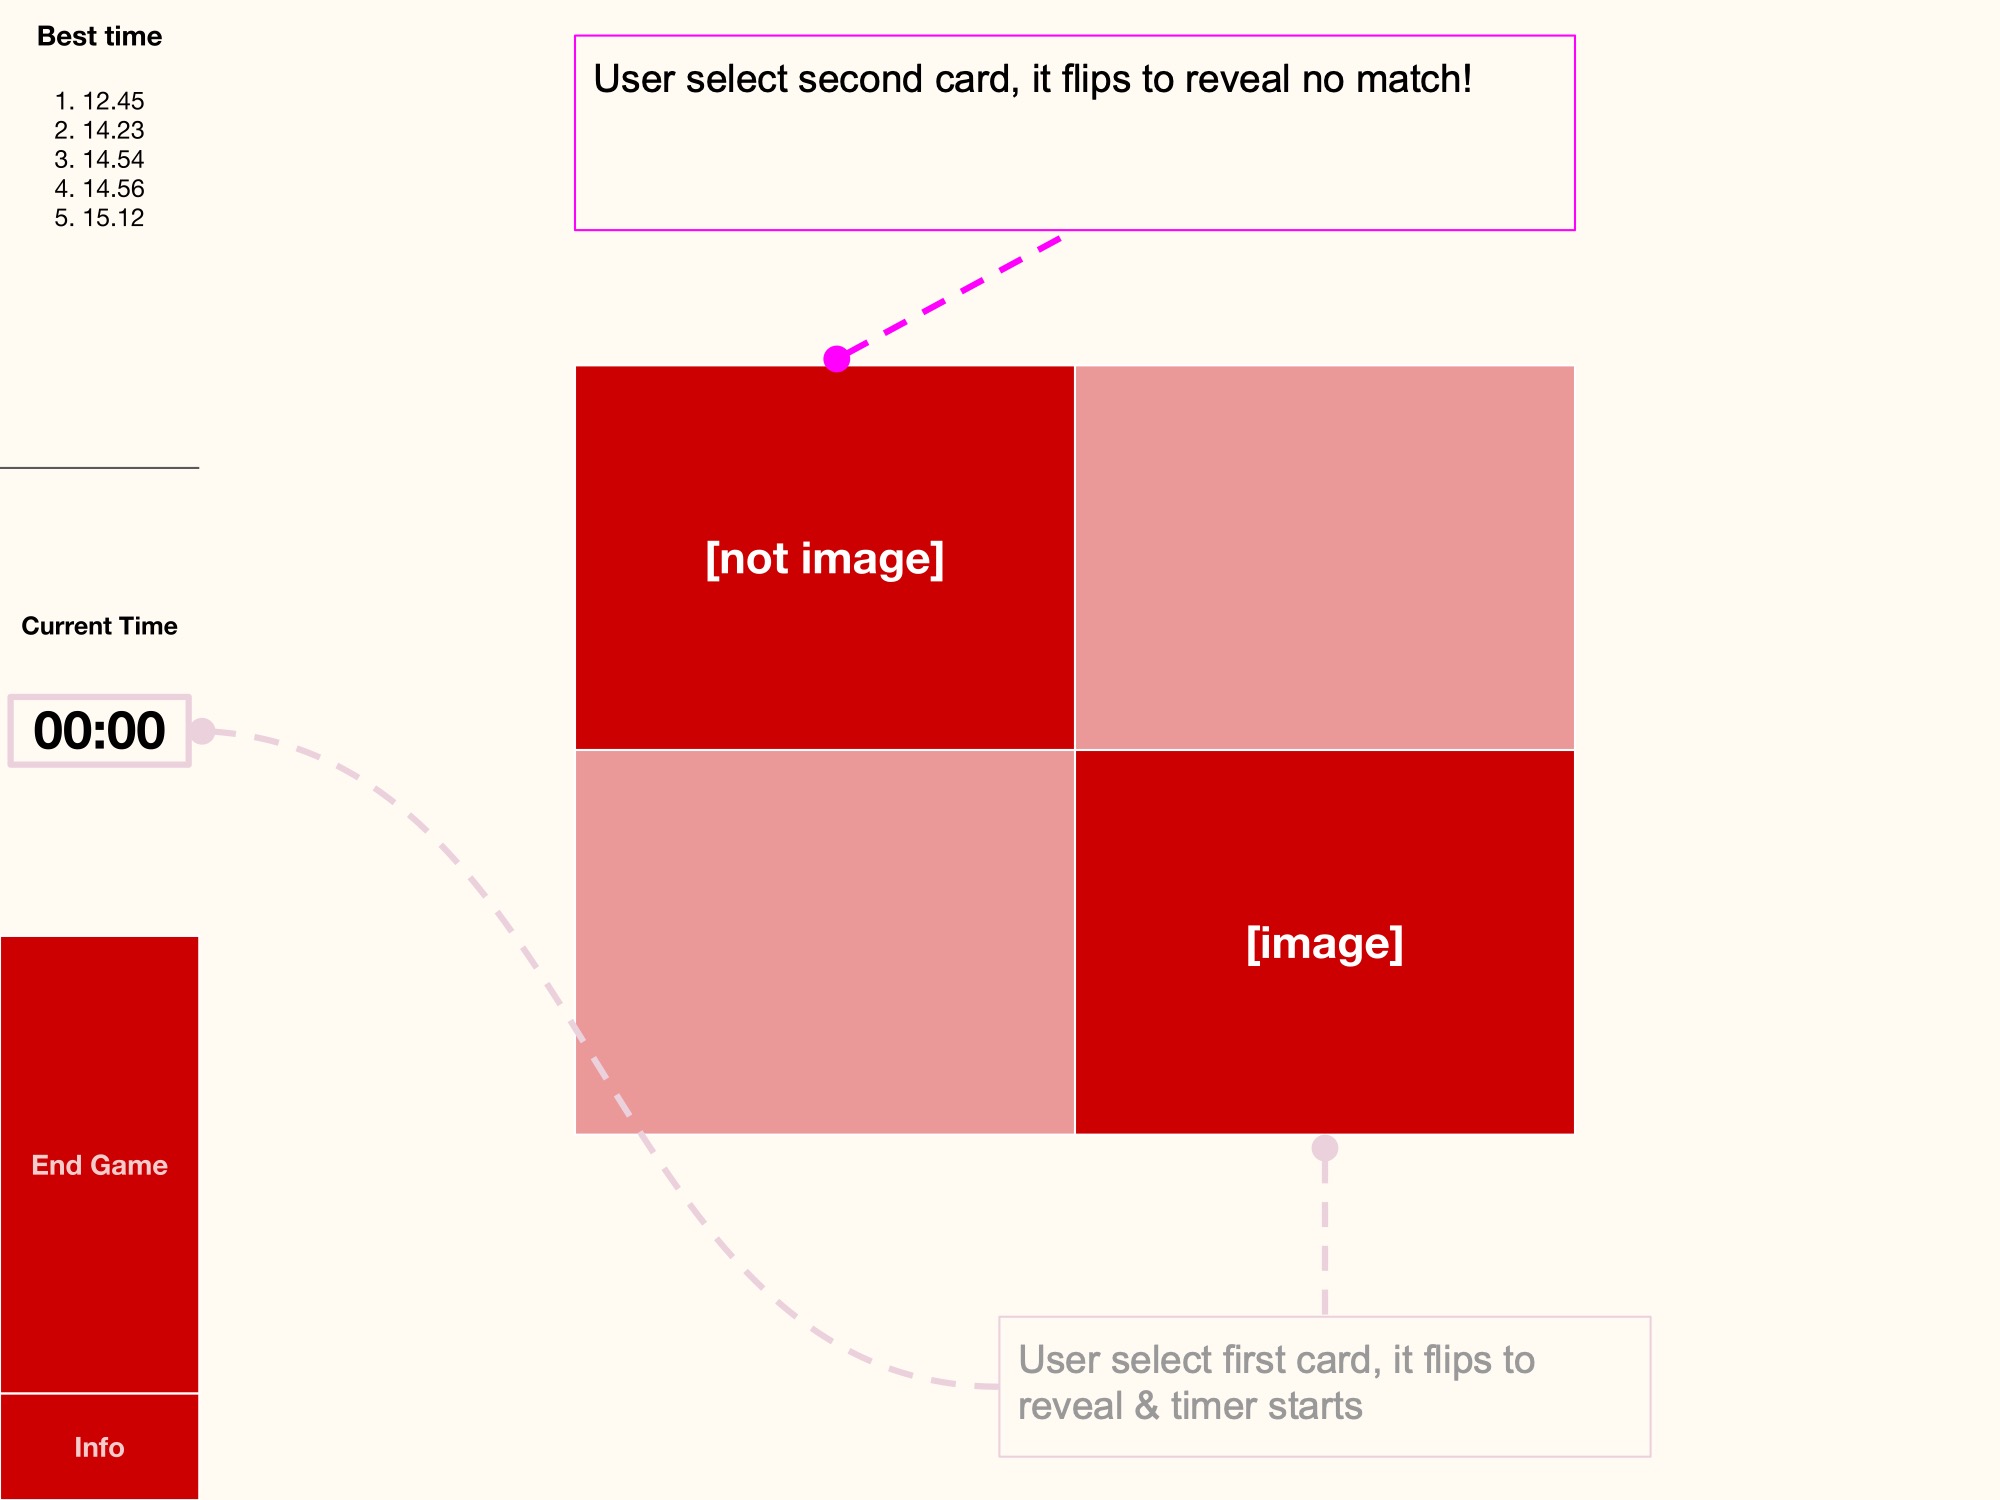 Best time
1. 12.45
2. 14.23
3. 14.54
4. 14.56
5. 15.12
Current Time
00:00
End Game
Info
User select second card, it flips to reveal no match!
[not image]
[image]
User select first card, it flips to
reveal & timer starts